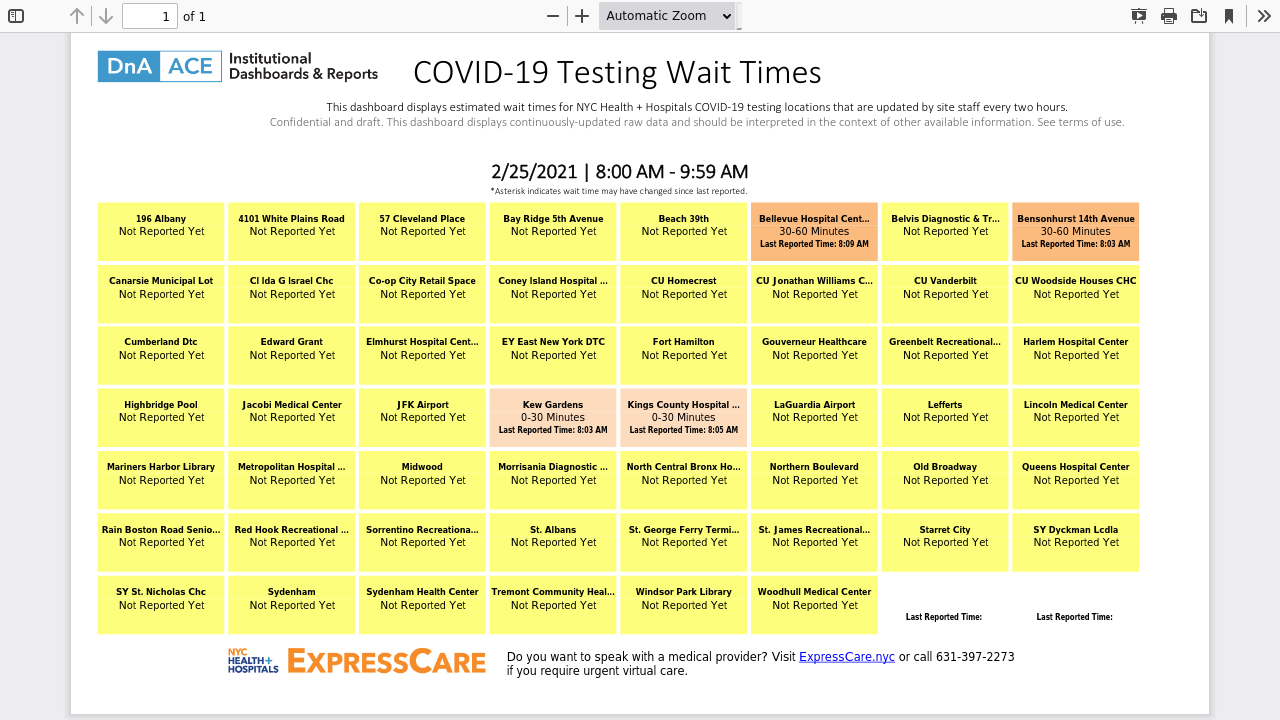 1 of 1 Automatic Zoom
DnA ACE Institutional Dashboards & Reports
COVID-19 Testing Wait Times
This dashboard displays estimated wait times for NYC Health + Hospitals COVID-19 testing locations that are updated by site staff every two hours.
Confidential and draft. This dashboard displays continuously-updated raw data and should be interpreted in the context of other available information. See terms of use.
2/25/2021 | 8:00 AM - 9:59 AM
*Asterisk indicates wait time may have changed since last reported.
196 Albany
Not Reported Yet
4101 White Plains Road
Not Reported Yet
57 Cleveland Place
Not Reported Yet
Bay Ridge 5th Avenue
Not Reported Yet
Beach 39th
Not Reported Yet
Bellevue Hospital Cent...
30-60 Minutes
Last Reported Time: 8:09 AM
Belvis Diagnostic & Tr...
Not Reported Yet
Bensonhurst 14th Avenue
30-60 Minutes
Last Reported Time: 8:03 AM
Canarsie Municipal Lot
Not Reported Yet
CI Ida G Israel Chc
Not Reported Yet
Co-op City Retail Space
Not Reported Yet
Coney Island Hospital ...
Not Reported Yet
CU Homecrest
Not Reported Yet
CU Jonathan Williams C...
Not Reported Yet
CU Vanderbilt
Not Reported Yet
CU Woodside Houses CHC
Not Reported Yet
Cumberland Dtc
Not Reported Yet
Edward Grant
Not Reported Yet
Elmhurst Hospital Cent...
Not Reported Yet
EY East New York DTC
Not Reported Yet
Fort Hamilton
Not Reported Yet
Gouverneur Healthcare
Not Reported Yet
Greenbelt Recreational...
Not Reported Yet
Harlem Hospital Center
Not Reported Yet
Highbridge Pool
Not Reported Yet
Jacobi Medical Center
Not Reported Yet
JFK Airport
Not Reported Yet
Kew Gardens
0-30 Minutes
Last Reported Time: 8:03 AM
Kings County Hospital ...
0-30 Minutes
Last Reported Time: 8:05 AM
LaGuardia Airport
Not Reported Yet
Lefferts
Not Reported Yet
Lincoln Medical Center
Not Reported Yet
Mariners Harbor Library
Not Reported Yet
Metropolitan Hospital ...
Not Reported Yet
Midwood
Not Reported Yet
Morrisania Diagnostic ...
Not Reported Yet
North Central Bronx Ho...
Not Reported Yet
Northern Boulevard
Not Reported Yet
Old Broadway
Not Reported Yet
Queens Hospital Center
Not Reported Yet
Rain Boston Road Senio...
Not Reported Yet
Red Hook Recreational ...
Not Reported Yet
Sorrentino Recreationa...
Not Reported Yet
St. Albans
Not Reported Yet
St. George Ferry Termi...
Not Reported Yet
St. James Recreational...
Not Reported Yet
Starret City
Not Reported Yet
SY Dyckman Lcdla
Not Reported Yet
SY St. Nicholas Chc
Not Reported Yet
Sydenham
Not Reported Yet
Sydenham Health Center
Not Reported Yet
Tremont Community Heal...
Not Reported Yet
Windsor Park Library
Not Reported Yet
Woodhull Medical Center
Not Reported Yet
Last Reported Time:
Last Reported Time:
NYC
HEALTH+
HOSPITALS
EXPRESSCARE
Do you want to speak with a medical provider? Visit ExpressCare.nyc or call 631-397-2273
if you require urgent virtual care.